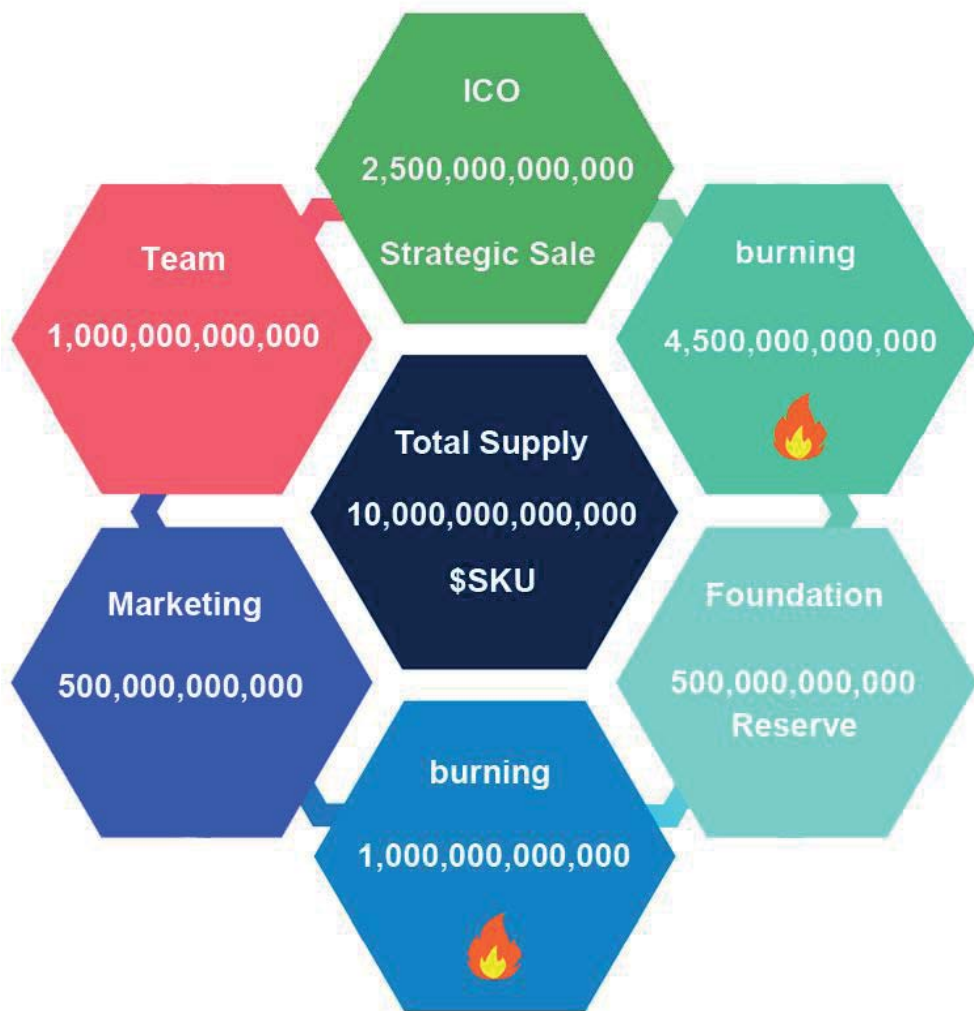 ICO
2,500,000,000,000
Strategic Sale
Team
1,000,000,000,000
burning
4,500,000,000,000
Total Supply
10,000,000,000,000
$SKU
Marketing
500,000,000,000
Foundation
500,000,000,000
Reserve
burning
1,000,000,000,000